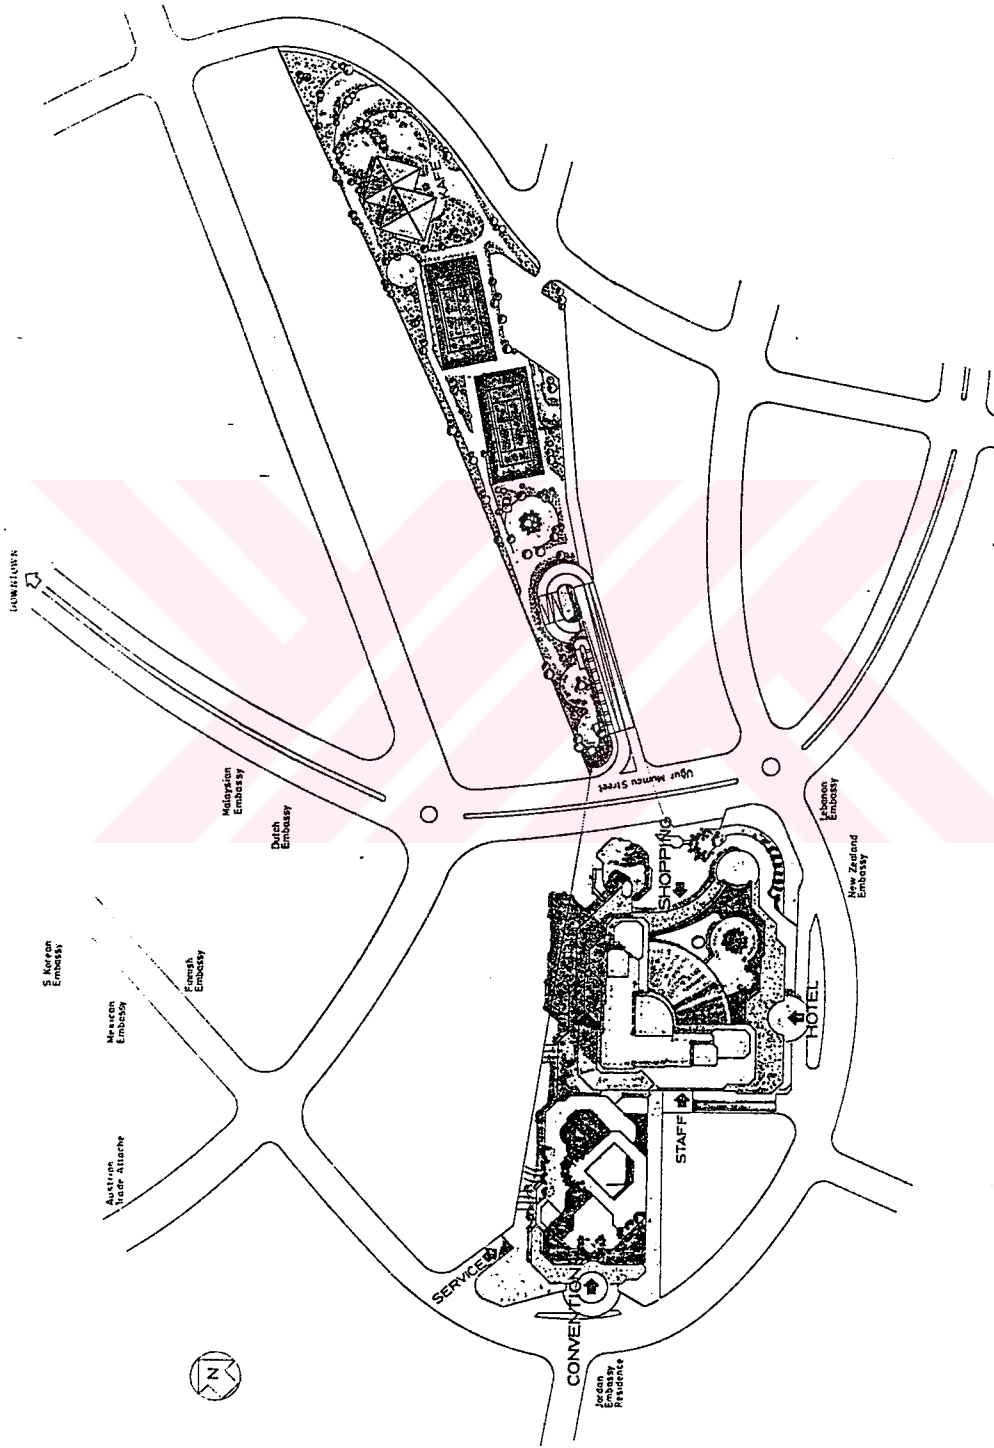 KAFE
DOWNTOWN
Malaysian
Embassy
Dutch
Embassy
Uğur Mumcu Street
Lebanon
Embassy
New Zealand
Embassy
SHOPPING
S. Korean
Embassy
Finnish
Embassy
Mexican
Embassy
HOTEL
Austrian
Trade Attache
STAFF
SERVICE
CONVENTION
Jordan
Embassy
Residence
N